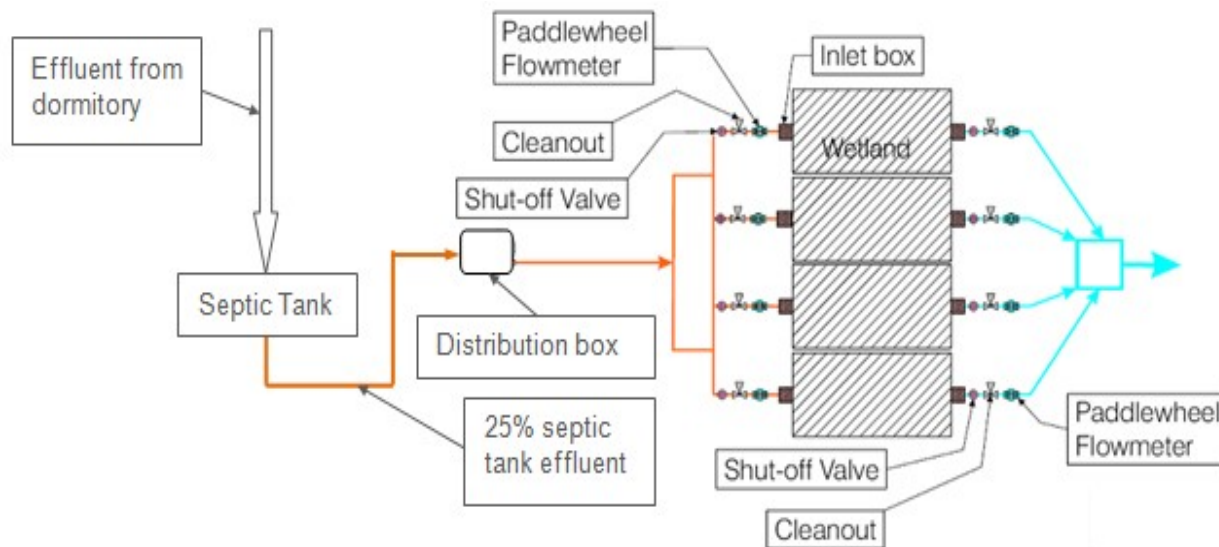 Effluent from
dormitory
Septic Tank
25% septic
tank effluent
Distribution box
Paddlewheel
Flowmeter
Cleanout
Shut-off Valve
Inlet box
Wetland
Shut-off Valve
Cleanout
Paddlewheel
Flowmeter